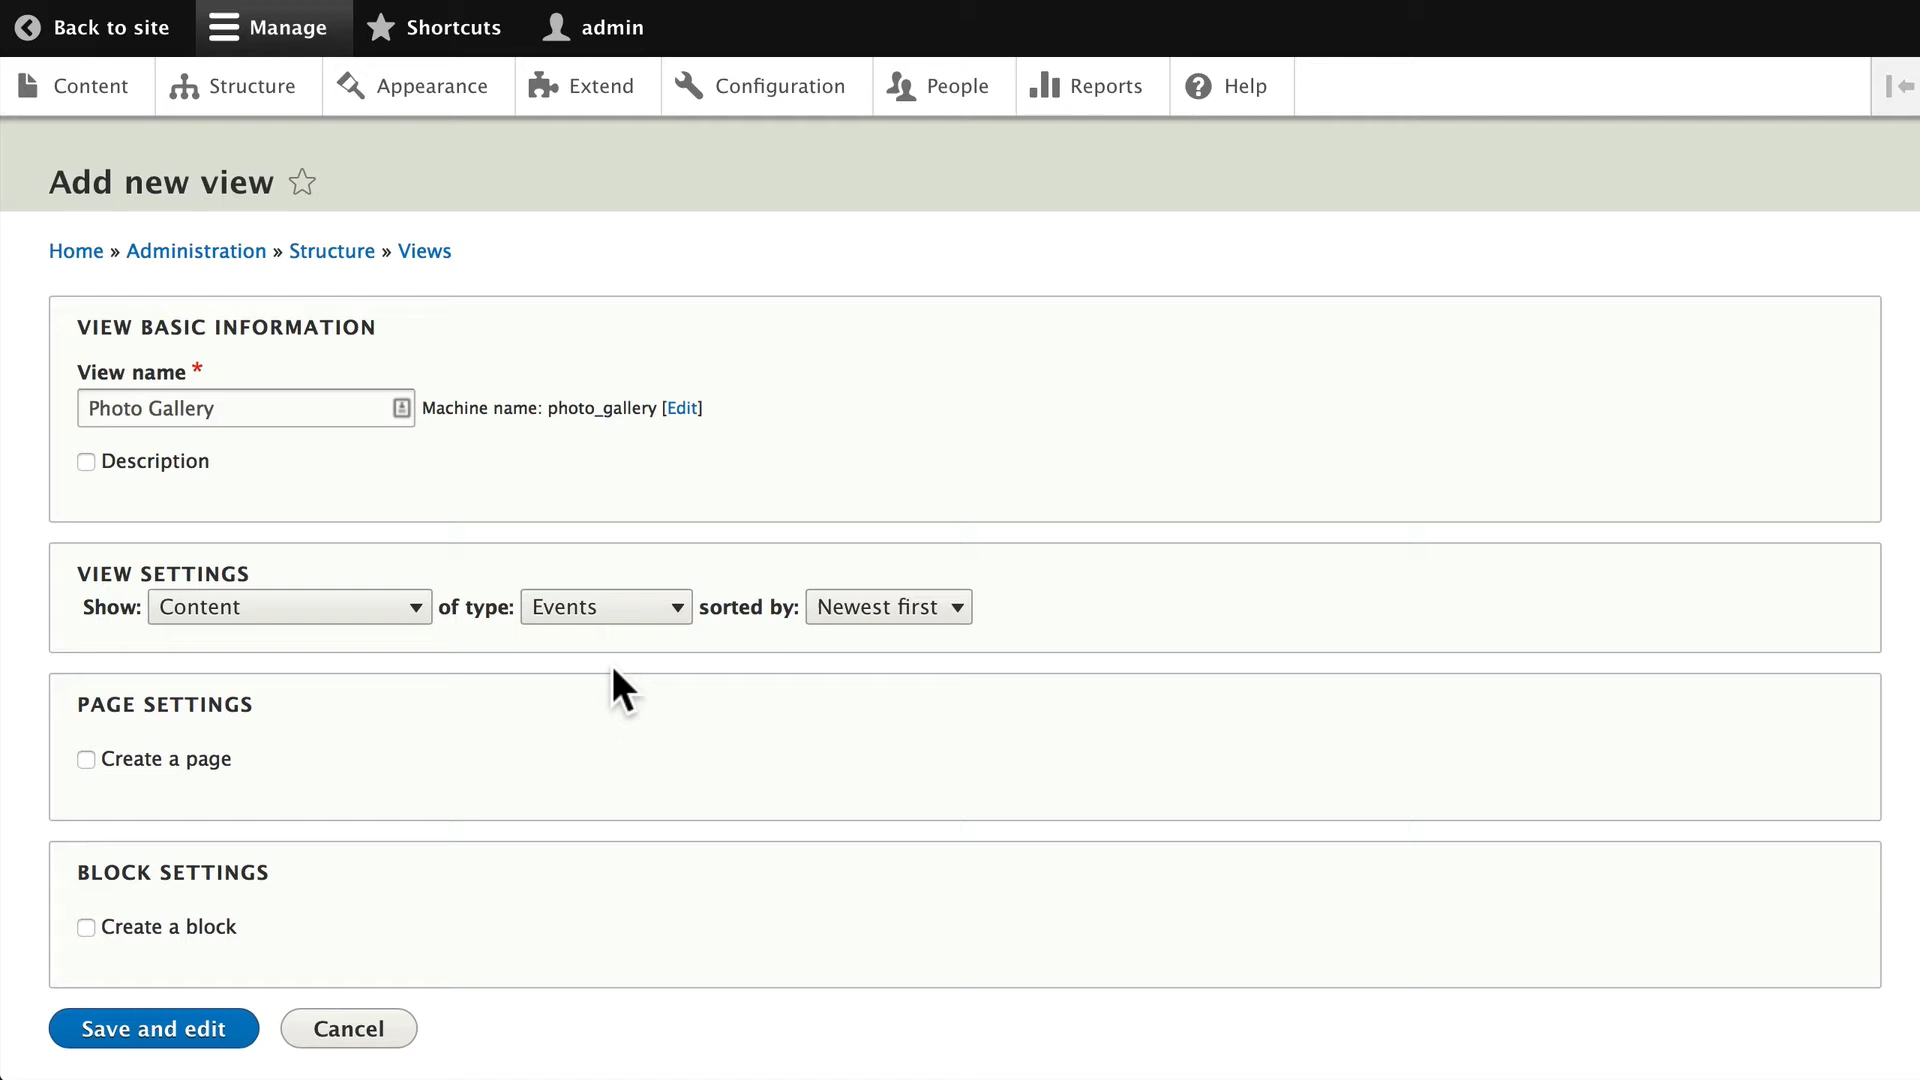 Back to site Manage Shortcuts admin
Content Structure Appearance Extend Configuration People Reports Help
Add new view
Home » Administration » Structure » Views
VIEW BASIC INFORMATION
View name *
Photo Gallery Machine name: photo_gallery [Edit]
Description
VIEW SETTINGS
Show: Content of type: Events sorted by: Newest first
PAGE SETTINGS
Create a page
BLOCK SETTINGS
Create a block
Save and edit Cancel